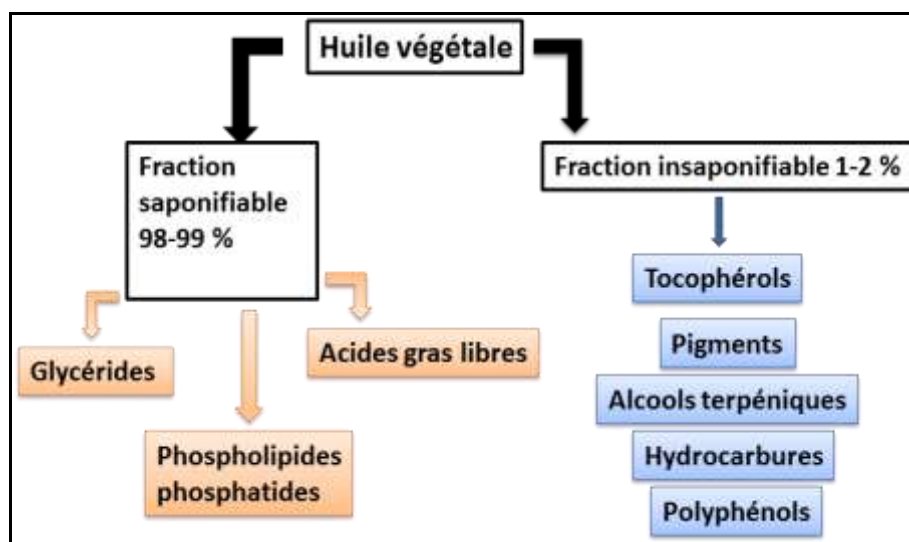 Huile végétale
Fraction
saponifiable
98-99 %
Fraction insaponifiable 1-2 %
Glycérides
Acides gras libres
Phospholipides
phosphatides
Tocophérols
Pigments
Alcools terpéniques
Hydrocarbures
Polyphénols